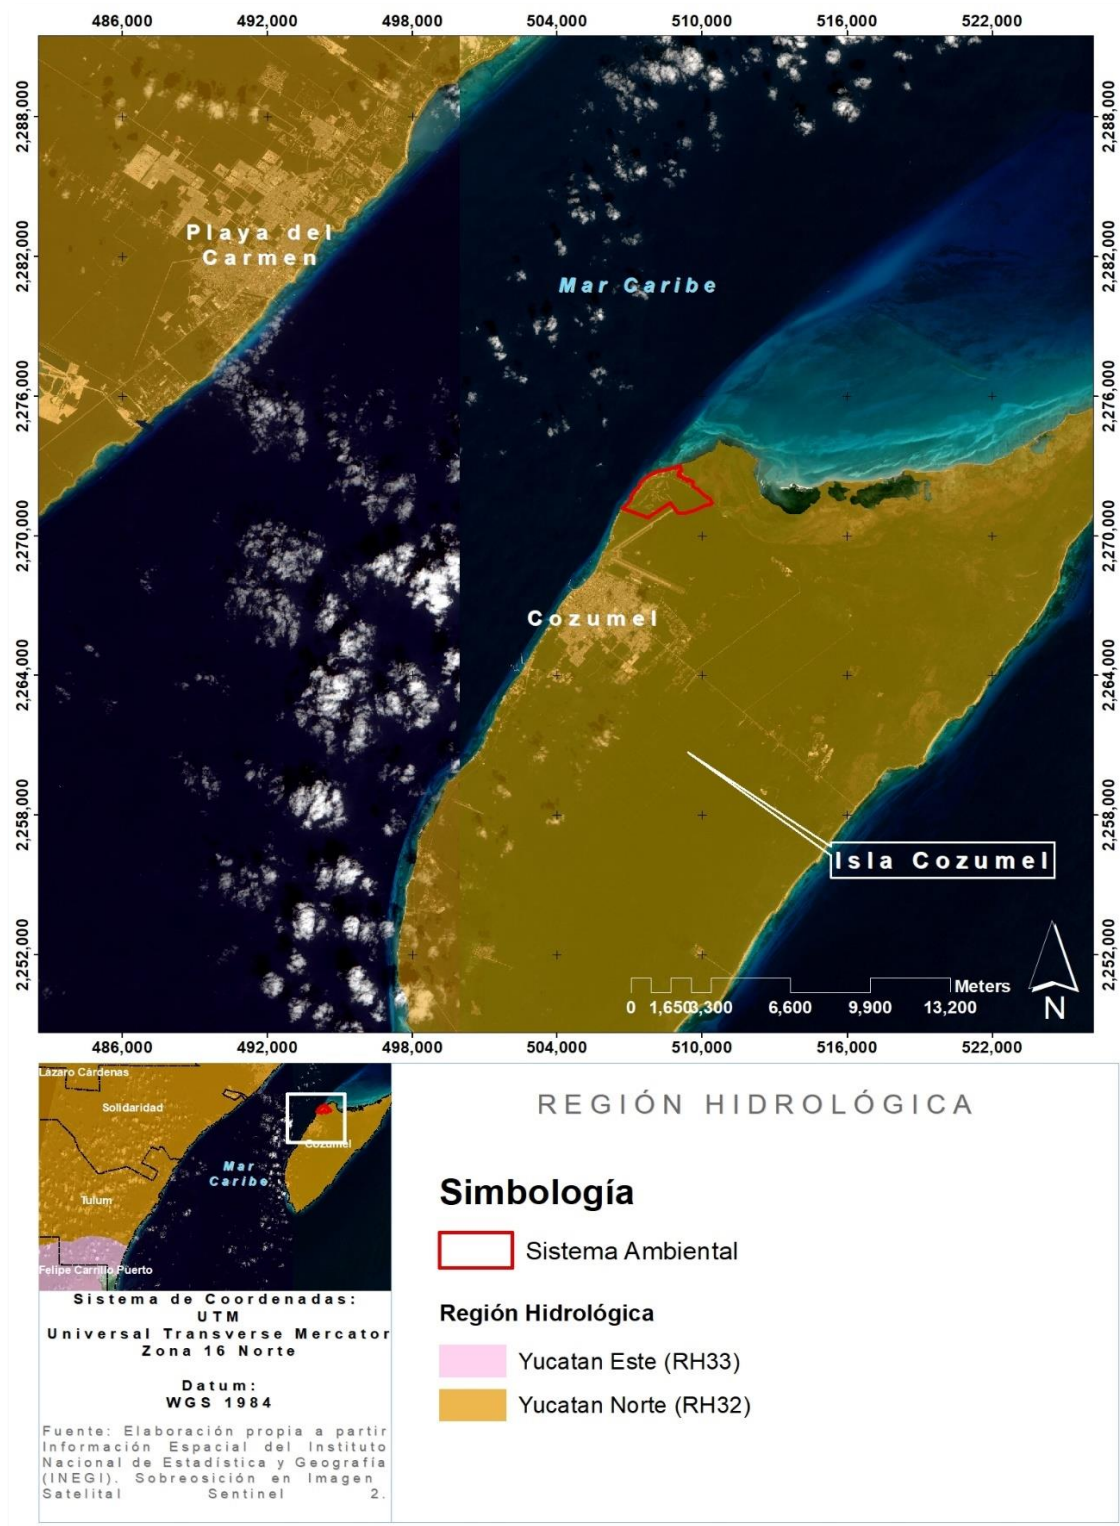 486,000 492,000 498,000 504,000 510,000 516,000 522,000
2,288,000 2,288,000
Playa del
Carmen
2,282,000 2,282,000
Mar Caribe
2,276,000 2,276,000
2,270,000 2,270,000
Cozumel
2,264,000 2,264,000
2,258,000 2,258,000
Isla Cozumel
2,252,000 2,252,000
Meters
0 1,650 3,300 6,600 9,900 13,200
N
486,000 492,000 498,000 504,000 510,000 516,000 522,000
Lázaro Cárdenas
Solidaridad
Cozumel
Mar
Caribe
Tulum
Felipe Carrillo Puerto
Sistema de Coordenadas:
UTM
Universal Transverse Mercator
Zona 16 Norte
Datum:
WGS 1984
Fuente: Elaboración propia a partir
Información Espacial del Instituto
Nacional de Estadística y Geografía
(INEGI). Sobreosición en Imagen
Satelital Sentinel 2.
REGIÓN HIDROLÓGICA
Simbología
Sistema Ambiental
Región Hidrológica
Yucatan Este (RH33)
Yucatan Norte (RH32)